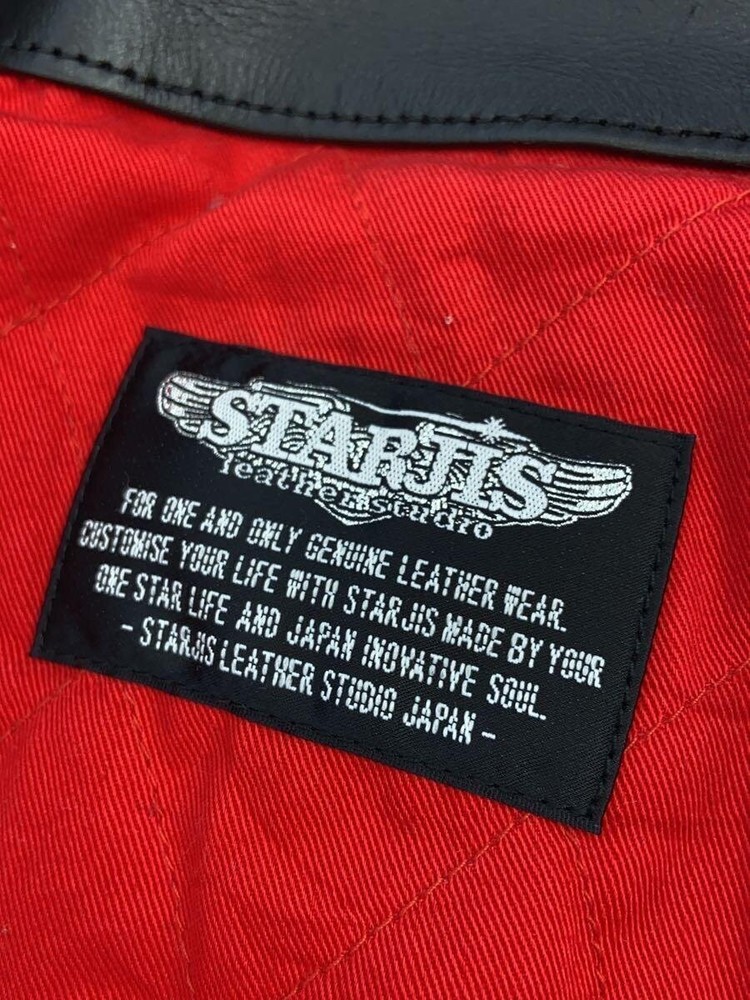 STARJIS
leather studio
FOR ONE AND ONLY GENUINE LEATHER WEAR.
CUSTOMISE YOUR LIFE WITH STARJIS MADE BY YOUR
ONE STAR LIFE AND JAPAN INOVATIVE SOUL.
- STARJIS LEATHER STUDIO JAPAN -